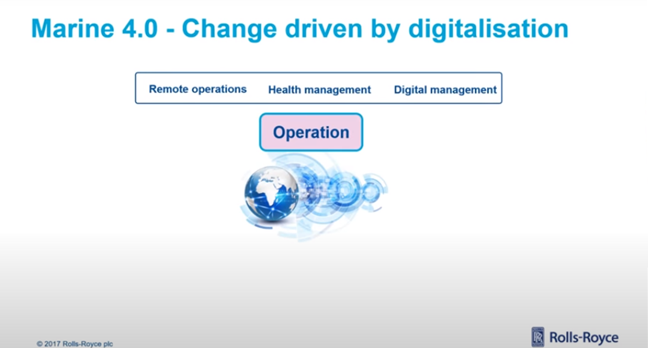 Marine 4.0 - Change driven by digitalisation
Remote operations Health management Digital management
Operation
© 2017 Rolls-Royce plc
Rolls-Royce